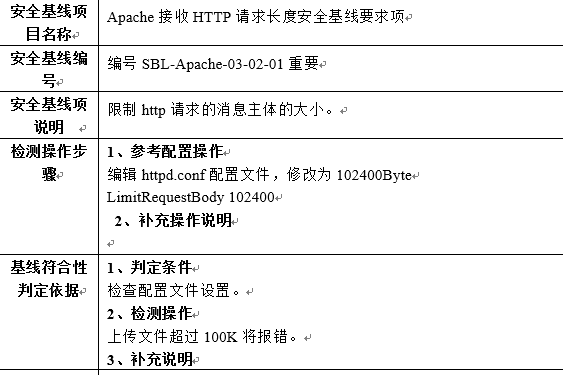 安全基线项
目名称
Apache 接收 HTTP 请求长度安全基线要求项
安全基线编
号
编号 SBL-Apache-03-02-01 重要
安全基线项
说明
限制 http 请求的消息主体的大小。
检测操作步
骤
1、参考配置操作
编辑 httpd.conf 配置文件，修改为 102400Byte
LimitRequestBody 102400
2、补充操作说明
基线符合性
判定依据
1、判定条件
检查配置文件设置。
2、检测操作
上传文件超过 100K 将报错。
3、补充说明